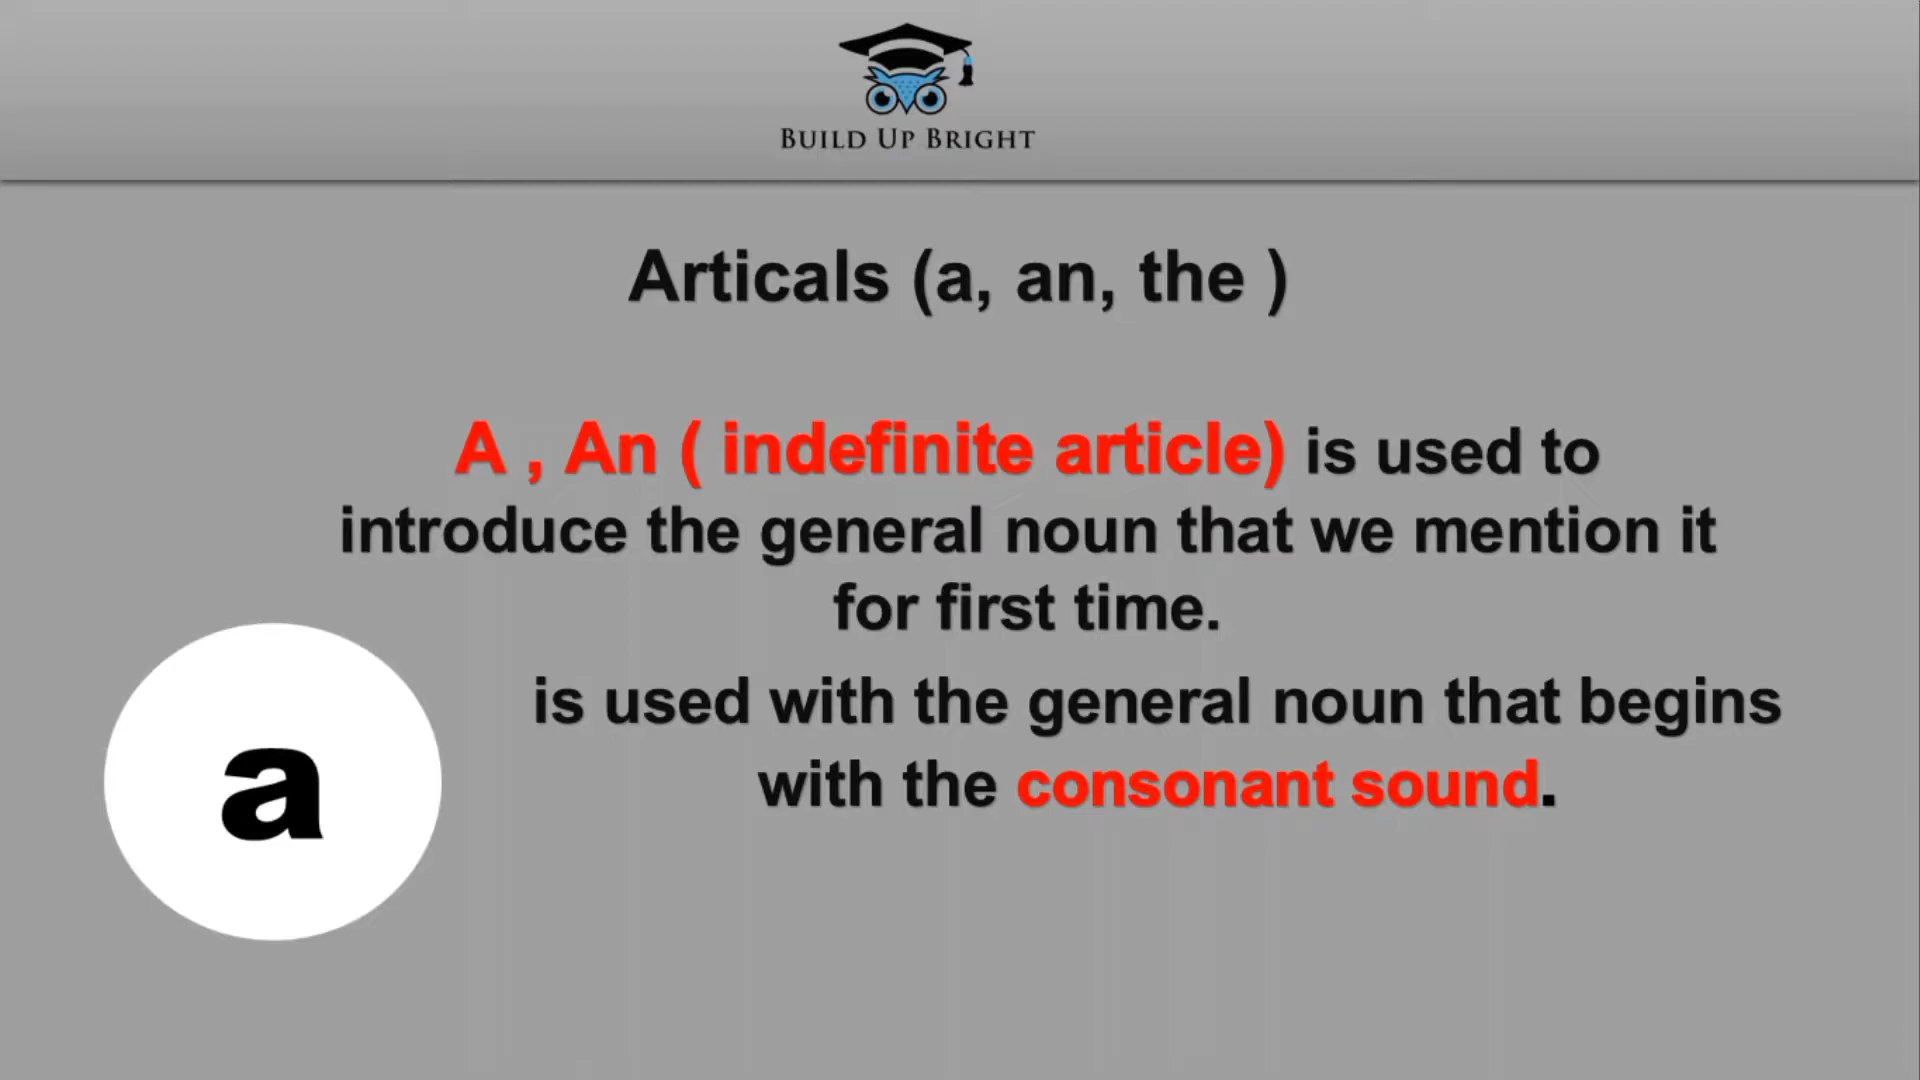 BUILD UP BRIGHT
Articals (a, an, the )
A , An ( indefinite article) is used to
introduce the general noun that we mention it
for first time.
is used with the general noun that begins
with the consonant sound.
a